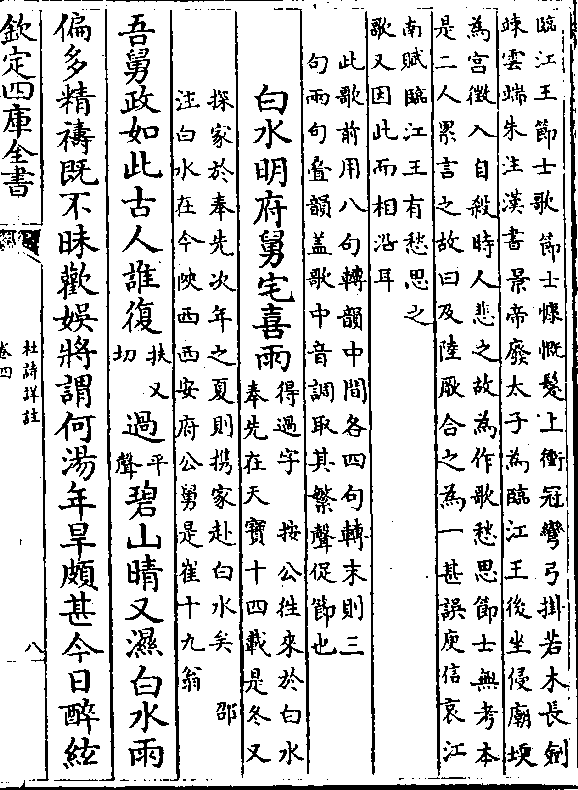 臨江王節士歌節士慷慨髮上衝冠彎弓掛若木長劍
竦雲端朱注漢書景帝廢太子為臨江王後坐侵廟堧
為宮徴入自殺時人悲之故為作歌愁思節士無考本
是二人累言之故曰及陸厥合之為一甚誤庾信哀江
南賦臨江王有愁思之
歌又因此而相沿耳
此歌前用八句轉韻中間各四句轉末則三
句兩句疊韻盖歌中音調取其繁聲促節也
白水明府舅宅喜雨
得過字 按公徃來於白水
奉先在天寶十四載是冬又
探家於奉先次年之夏則携家赴白水矣 邵
注白水在今陜西西安府公舅是崔十九翁
吾舅政如此古人誰復扶又切過平聲碧山晴又濕白水雨
偏多精禱既不昧歡娯將謂何湯年旱頗甚今日醉絃
欽定四庫全書
杜詩詳註
卷四
八